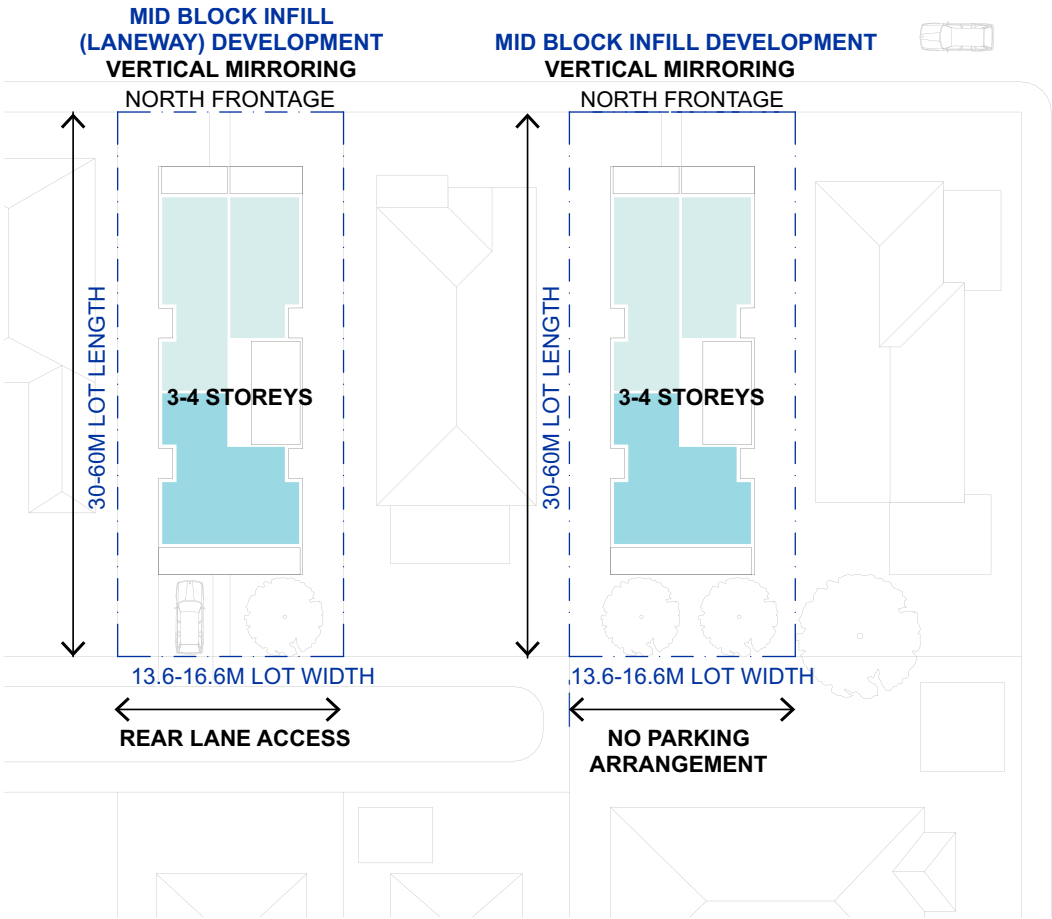 MID BLOCK INFILL
(LANEWAY) DEVELOPMENT
VERTICAL MIRRORING
NORTH FRONTAGE
30-60M LOT LENGTH
3-4 STOREYS
13.6-16.6M LOT WIDTH
REAR LANE ACCESS
MID BLOCK INFILL DEVELOPMENT
VERTICAL MIRRORING
NORTH FRONTAGE
30-60M LOT LENGTH
3-4 STOREYS
13.6-16.6M LOT WIDTH
NO PARKING
ARRANGEMENT